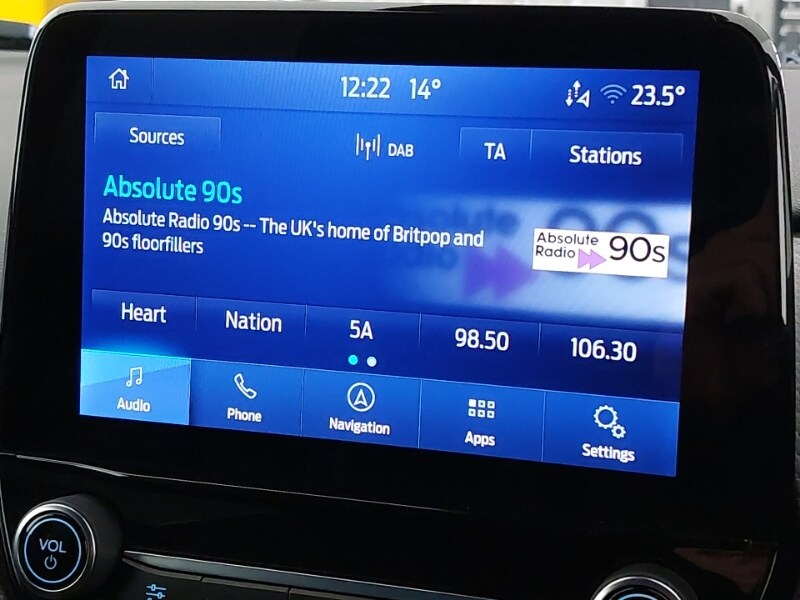 12:22 14° 23.5°
Sources DAB TA Stations
Absolute 90s
Absolute Radio 90s -- The UK's home of Britpop and
90s floorfillers
Absolute
Radio 90s
Heart Nation 5A 98.50 106.30
Audio Phone Navigation Apps Settings
VOL